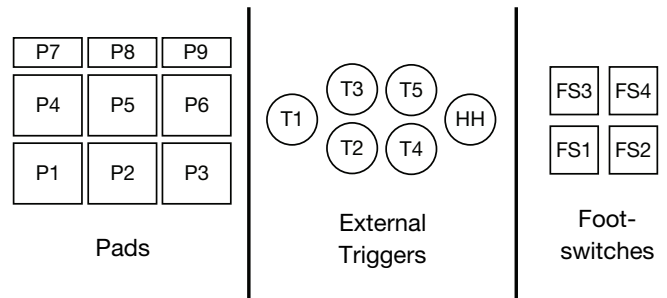 P7 P8 P9
P4 P5 P6
P1 P2 P3
Pads
T3 T5
T1 HH
T2 T4
External
Triggers
FS3 FS4
FS1 FS2
Foot-
switches